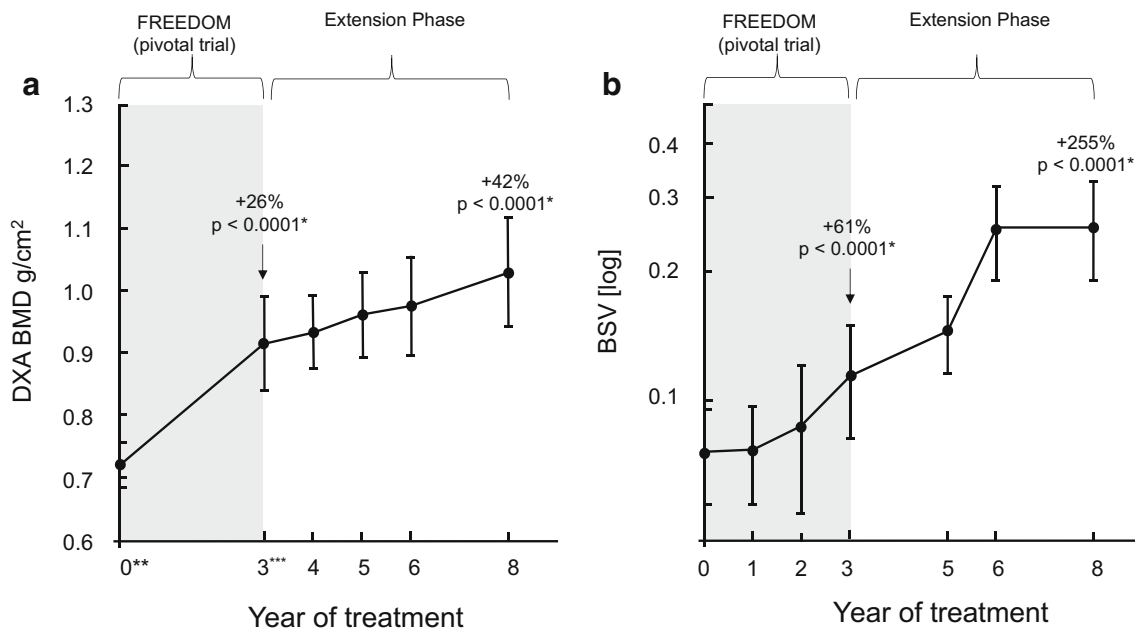 FREEDOM
(pivotal trial)
Extension Phase
a
1.3
1.2
1.1
1.0
0.9
0.8
0.7
0.6
DXA BMD g/cm²
+26%
p < 0.0001*
+42%
p < 0.0001*
0**
3***
4
5
6
8
Year of treatment
FREEDOM
(pivotal trial)
Extension Phase
b
0.4
0.3
0.2
0.1
BSV [log]
+61%
p < 0.0001*
+255%
p < 0.0001*
0
1
2
3
5
6
8
Year of treatment